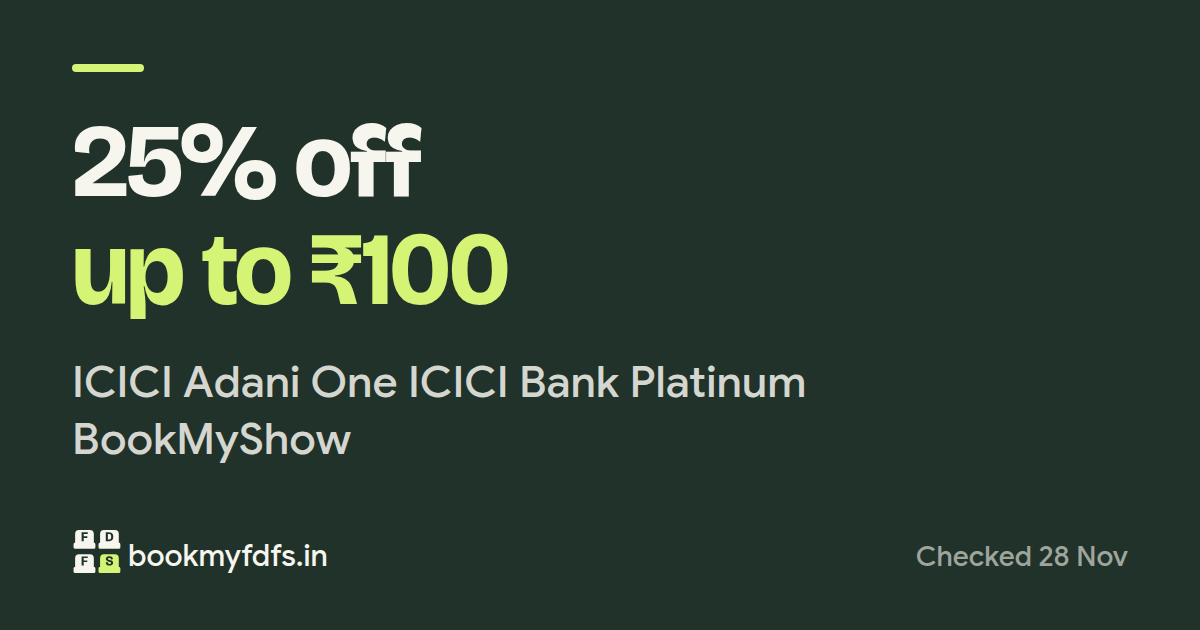 25% off
up to ₹100
ICICI Adani One ICICI Bank Platinum
BookMyShow
F D
F S
bookmyfdfs.in
Checked 28 Nov